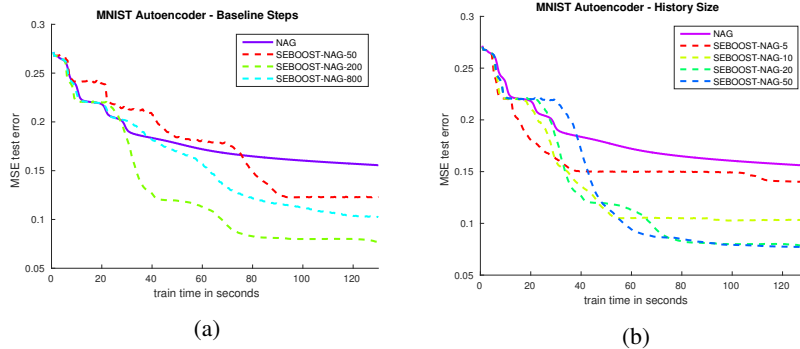 MNIST Autoencoder - Baseline Steps
NAG
SEBOOST-NAG-50
SEBOOST-NAG-200
SEBOOST-NAG-800
MSE test error
0.3
0.25
0.2
0.15
0.1
0.05
0 20 40 60 80 100 120
train time in seconds
(a)
MNIST Autoencoder - History Size
NAG
SEBOOST-NAG-5
SEBOOST-NAG-10
SEBOOST-NAG-20
SEBOOST-NAG-50
MSE test error
0.3
0.25
0.2
0.15
0.1
0.05
0 20 40 60 80 100 120
train time in seconds
(b)